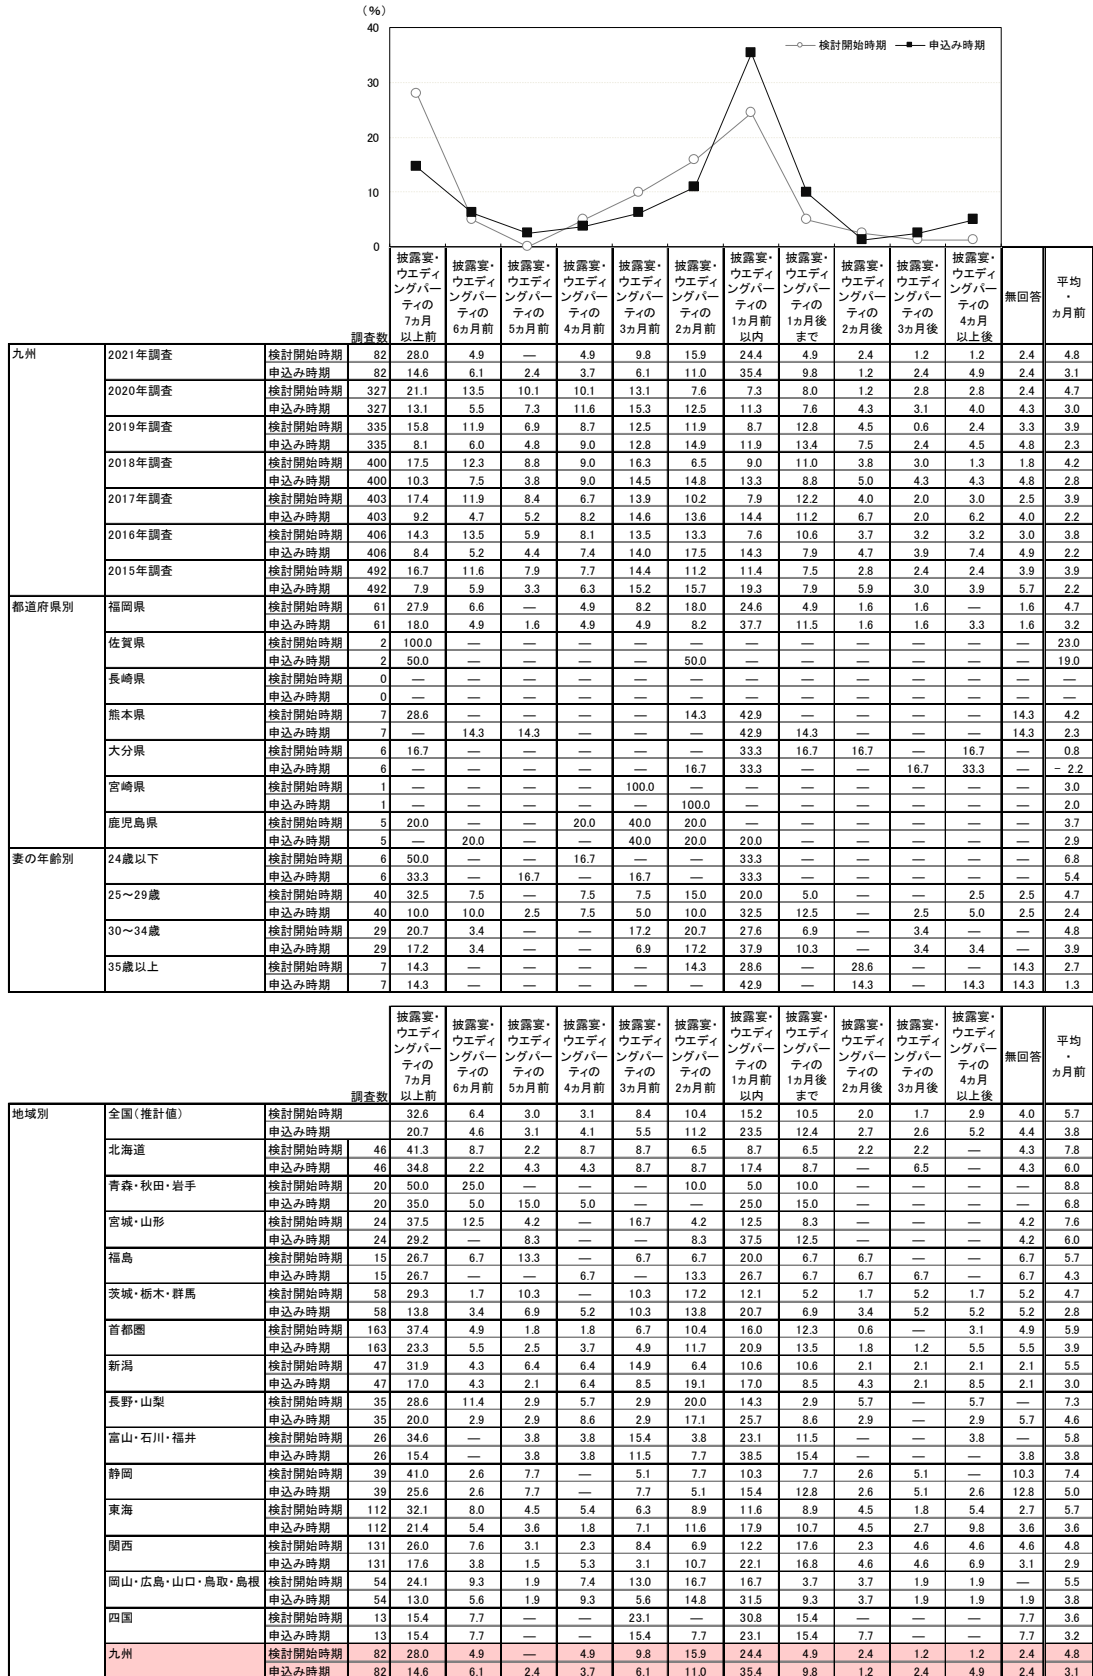 （％）
40
30
20
10
0
検討開始時期 申込み時期
調査数 披露宴・ウエディングパーティの7ヵ月以上前 披露宴・ウエディングパーティの6ヵ月前 披露宴・ウエディングパーティの5ヵ月前 披露宴・ウエディングパーティの4ヵ月前 披露宴・ウエディングパーティの3ヵ月前 披露宴・ウエディングパーティの2ヵ月前 披露宴・ウエディングパーティの1ヵ月前以内 披露宴・ウエディングパーティの1ヵ月後まで 披露宴・ウエディングパーティの2ヵ月後 披露宴・ウエディングパーティの3ヵ月後 披露宴・ウエディングパーティの4ヵ月以上後 無回答 平均・ヵ月前
九州 2021年調査 検討開始時期 82 28.0 4.9 — 4.9 9.8 15.9 24.4 4.9 2.4 1.2 1.2 2.4 4.8
申込み時期 82 14.6 6.1 2.4 3.7 6.1 11.0 35.4 9.8 1.2 2.4 4.9 2.4 3.1
2020年調査 検討開始時期 327 21.1 13.5 10.1 10.1 13.1 7.6 7.3 8.0 1.2 2.8 2.8 2.4 4.7
申込み時期 327 13.1 5.5 7.3 11.6 15.3 12.5 11.3 7.6 4.3 3.1 4.0 4.3 3.0
2019年調査 検討開始時期 335 15.8 11.9 6.9 8.7 12.5 11.9 8.7 12.8 4.5 0.6 2.4 3.3 3.9
申込み時期 335 8.1 6.0 4.8 9.0 12.8 14.9 11.9 13.4 7.5 2.4 4.5 4.8 2.3
2018年調査 検討開始時期 400 17.5 12.3 8.8 9.0 16.3 6.5 9.0 11.0 3.8 3.0 1.3 1.8 4.2
申込み時期 400 10.3 7.5 3.8 9.0 14.5 14.8 13.3 8.8 5.0 4.3 4.3 4.8 2.8
2017年調査 検討開始時期 403 17.4 11.9 8.4 6.7 13.9 10.2 7.9 12.2 4.0 2.0 3.0 2.5 3.9
申込み時期 403 9.2 4.7 5.2 8.2 14.6 13.6 14.4 11.2 6.7 2.0 6.2 4.0 2.2
2016年調査 検討開始時期 406 14.3 13.5 5.9 8.1 13.5 13.3 7.6 10.6 3.7 3.2 3.2 3.0 3.8
申込み時期 406 8.4 5.2 4.4 7.4 14.0 17.5 14.3 7.9 4.7 3.9 7.4 4.9 2.2
2015年調査 検討開始時期 492 16.7 11.6 7.9 7.7 14.4 11.2 11.4 7.5 2.8 2.4 2.4 3.9 3.9
申込み時期 492 7.9 5.9 3.3 6.3 15.2 15.7 19.3 7.9 5.9 3.0 3.9 5.7 2.2
都道府県別 福岡県 検討開始時期 61 27.9 6.6 — 4.9 8.2 18.0 24.6 4.9 1.6 1.6 — 1.6 4.7
申込み時期 61 18.0 4.9 1.6 4.9 4.9 8.2 37.7 11.5 1.6 1.6 3.3 1.6 3.2
佐賀県 検討開始時期 2 100.0 — — — — — — — — — — — 23.0
申込み時期 2 50.0 — — — — 50.0 — — — — — — 19.0
長崎県 検討開始時期 0 — — — — — — — — — — — — —
申込み時期 0 — — — — — — — — — — — — —
熊本県 検討開始時期 7 28.6 — — — — 14.3 42.9 — — — — 14.3 4.2
申込み時期 7 — 14.3 14.3 — — — 42.9 14.3 — — — 14.3 2.3
大分県 検討開始時期 6 16.7 — — — — — 33.3 16.7 16.7 — 16.7 — 0.8
申込み時期 6 — — — — — 16.7 33.3 — — 16.7 33.3 — − 2.2
宮崎県 検討開始時期 1 — — — — 100.0 — — — — — — — 3.0
申込み時期 1 — — — — — 100.0 — — — — — — 2.0
鹿児島県 検討開始時期 5 20.0 — — 20.0 40.0 20.0 — — — — — — 3.7
申込み時期 5 — 20.0 — — 40.0 20.0 20.0 — — — — — 2.9
妻の年齢別 24歳以下 検討開始時期 6 50.0 — — 16.7 — — 33.3 — — — — — 6.8
申込み時期 6 33.3 — 16.7 — 16.7 — 33.3 — — — — — 5.4
25～29歳 検討開始時期 40 32.5 7.5 — 7.5 7.5 15.0 20.0 5.0 — — 2.5 2.5 4.7
申込み時期 40 10.0 10.0 2.5 7.5 5.0 10.0 32.5 12.5 — 2.5 5.0 2.5 2.4
30～34歳 検討開始時期 29 20.7 3.4 — — 17.2 20.7 27.6 6.9 — 3.4 — — 4.8
申込み時期 29 17.2 3.4 — — 6.9 17.2 37.9 10.3 — 3.4 3.4 — 3.9
35歳以上 検討開始時期 7 14.3 — — — — 14.3 28.6 — 28.6 — — 14.3 2.7
申込み時期 7 14.3 — — — — — 42.9 — 14.3 — 14.3 14.3 1.3
調査数 披露宴・ウエディングパーティの7ヵ月以上前 披露宴・ウエディングパーティの6ヵ月前 披露宴・ウエディングパーティの5ヵ月前 披露宴・ウエディングパーティの4ヵ月前 披露宴・ウエディングパーティの3ヵ月前 披露宴・ウエディングパーティの2ヵ月前 披露宴・ウエディングパーティの1ヵ月前以内 披露宴・ウエディングパーティの1ヵ月後まで 披露宴・ウエディングパーティの2ヵ月後 披露宴・ウエディングパーティの3ヵ月後 披露宴・ウエディングパーティの4ヵ月以上後 無回答 平均・ヵ月前
地域別 全国（推計値） 検討開始時期 32.6 6.4 3.0 3.1 8.4 10.4 15.2 10.5 2.0 1.7 2.9 4.0 5.7
申込み時期 20.7 4.6 3.1 4.1 5.5 11.2 23.5 12.4 2.7 2.6 5.2 4.4 3.8
北海道 検討開始時期 46 41.3 8.7 2.2 8.7 8.7 6.5 8.7 6.5 2.2 2.2 — 4.3 7.8
申込み時期 46 34.8 2.2 4.3 4.3 8.7 8.7 17.4 8.7 — 6.5 — 4.3 6.0
青森・秋田・岩手 検討開始時期 20 50.0 25.0 — — — 10.0 5.0 10.0 — — — — 8.8
申込み時期 20 35.0 5.0 15.0 5.0 — — 25.0 15.0 — — — — 6.8
宮城・山形 検討開始時期 24 37.5 12.5 4.2 — 16.7 4.2 12.5 8.3 — — — 4.2 7.6
申込み時期 24 29.2 — 8.3 — — 8.3 37.5 12.5 — — — 4.2 6.0
福島 検討開始時期 15 26.7 6.7 13.3 — 6.7 6.7 20.0 6.7 6.7 — — 6.7 5.7
申込み時期 15 26.7 — — 6.7 — 13.3 26.7 6.7 6.7 6.7 — 6.7 4.3
茨城・栃木・群馬 検討開始時期 58 29.3 1.7 10.3 — 10.3 17.2 12.1 5.2 1.7 5.2 1.7 5.2 4.7
申込み時期 58 13.8 3.4 6.9 5.2 10.3 13.8 20.7 6.9 3.4 5.2 5.2 5.2 2.8
首都圏 検討開始時期 163 37.4 4.9 1.8 1.8 6.7 10.4 16.0 12.3 0.6 — 3.1 4.9 5.9
申込み時期 163 23.3 5.5 2.5 3.7 4.9 11.7 20.9 13.5 1.8 1.2 5.5 5.5 3.9
新潟 検討開始時期 47 31.9 4.3 6.4 6.4 14.9 6.4 10.6 10.6 2.1 2.1 2.1 2.1 5.5
申込み時期 47 17.0 4.3 2.1 6.4 8.5 19.1 17.0 8.5 4.3 2.1 8.5 2.1 3.0
長野・山梨 検討開始時期 35 28.6 11.4 2.9 5.7 2.9 20.0 14.3 2.9 5.7 — 5.7 — 7.3
申込み時期 35 20.0 2.9 2.9 8.6 2.9 17.1 25.7 8.6 2.9 — 2.9 5.7 4.6
富山・石川・福井 検討開始時期 26 34.6 — 3.8 3.8 15.4 3.8 23.1 11.5 — — 3.8 — 5.8
申込み時期 26 15.4 — 3.8 3.8 11.5 7.7 38.5 15.4 — — — 3.8 3.8
静岡 検討開始時期 39 41.0 2.6 7.7 — 5.1 7.7 10.3 7.7 2.6 5.1 — 10.3 7.4
申込み時期 39 25.6 2.6 7.7 — 7.7 5.1 15.4 12.8 2.6 5.1 2.6 12.8 5.0
東海 検討開始時期 112 32.1 8.0 4.5 5.4 6.3 8.9 11.6 8.9 4.5 1.8 5.4 2.7 5.7
申込み時期 112 21.4 5.4 3.6 1.8 7.1 11.6 17.9 10.7 4.5 2.7 9.8 3.6 3.6
関西 検討開始時期 131 26.0 7.6 3.1 2.3 8.4 6.9 12.2 17.6 2.3 4.6 4.6 4.6 4.8
申込み時期 131 17.6 3.8 1.5 5.3 3.1 10.7 22.1 16.8 4.6 4.6 6.9 3.1 2.9
岡山・広島・山口・鳥取・島根 検討開始時期 54 24.1 9.3 1.9 7.4 13.0 16.7 16.7 3.7 3.7 1.9 1.9 — 5.5
申込み時期 54 13.0 5.6 1.9 9.3 5.6 14.8 31.5 9.3 3.7 1.9 1.9 1.9 3.8
四国 検討開始時期 13 15.4 7.7 — — 23.1 — 30.8 15.4 — — — 7.7 3.6
申込み時期 13 15.4 7.7 — — 15.4 7.7 23.1 15.4 7.7 — — 7.7 3.2
九州 検討開始時期 82 28.0 4.9 — 4.9 9.8 15.9 24.4 4.9 2.4 1.2 1.2 2.4 4.8
申込み時期 82 14.6 6.1 2.4 3.7 6.1 11.0 35.4 9.8 1.2 2.4 4.9 2.4 3.1